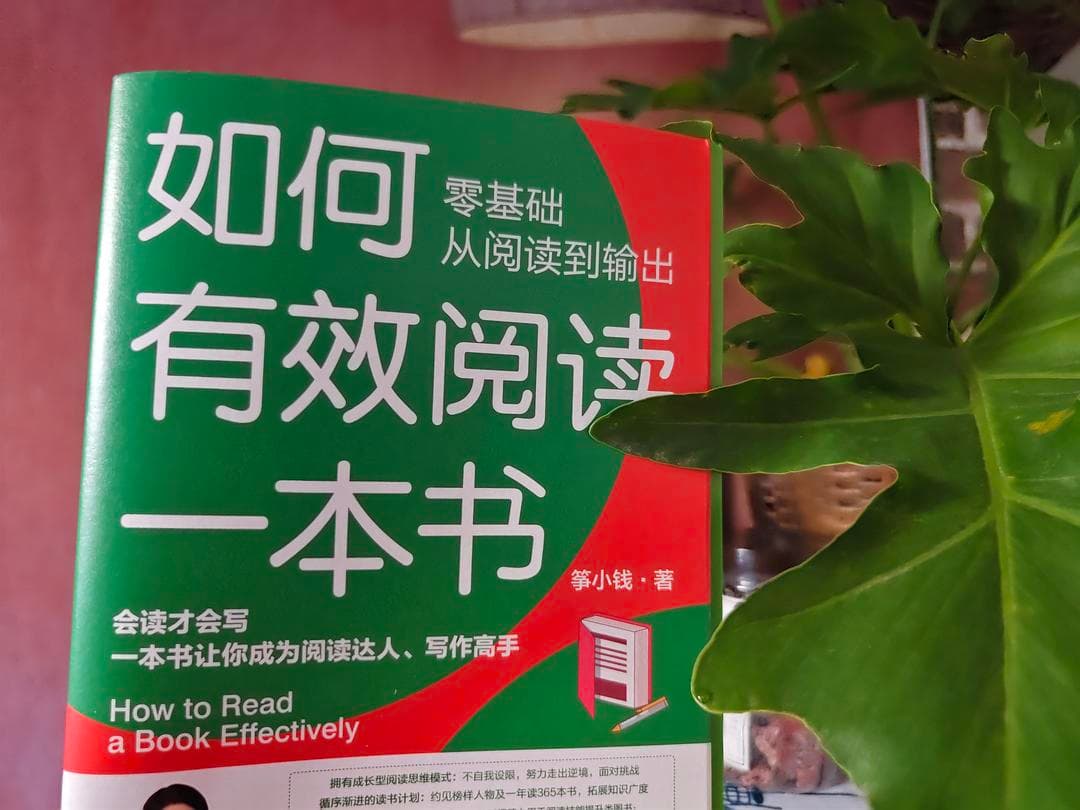 如何
零基础
从阅读到输出
有效阅读
一本书
筝小钱·著
会读才会写
一本书让你成为阅读达人、写作高手
How to Read
a Book Effectively
拥有成长型阅读思维模式：不自我设限，努力走出逆境，面对挑战
循序渐进的读书计划：约见榜样人物及一年读365本书，拓展知识广度